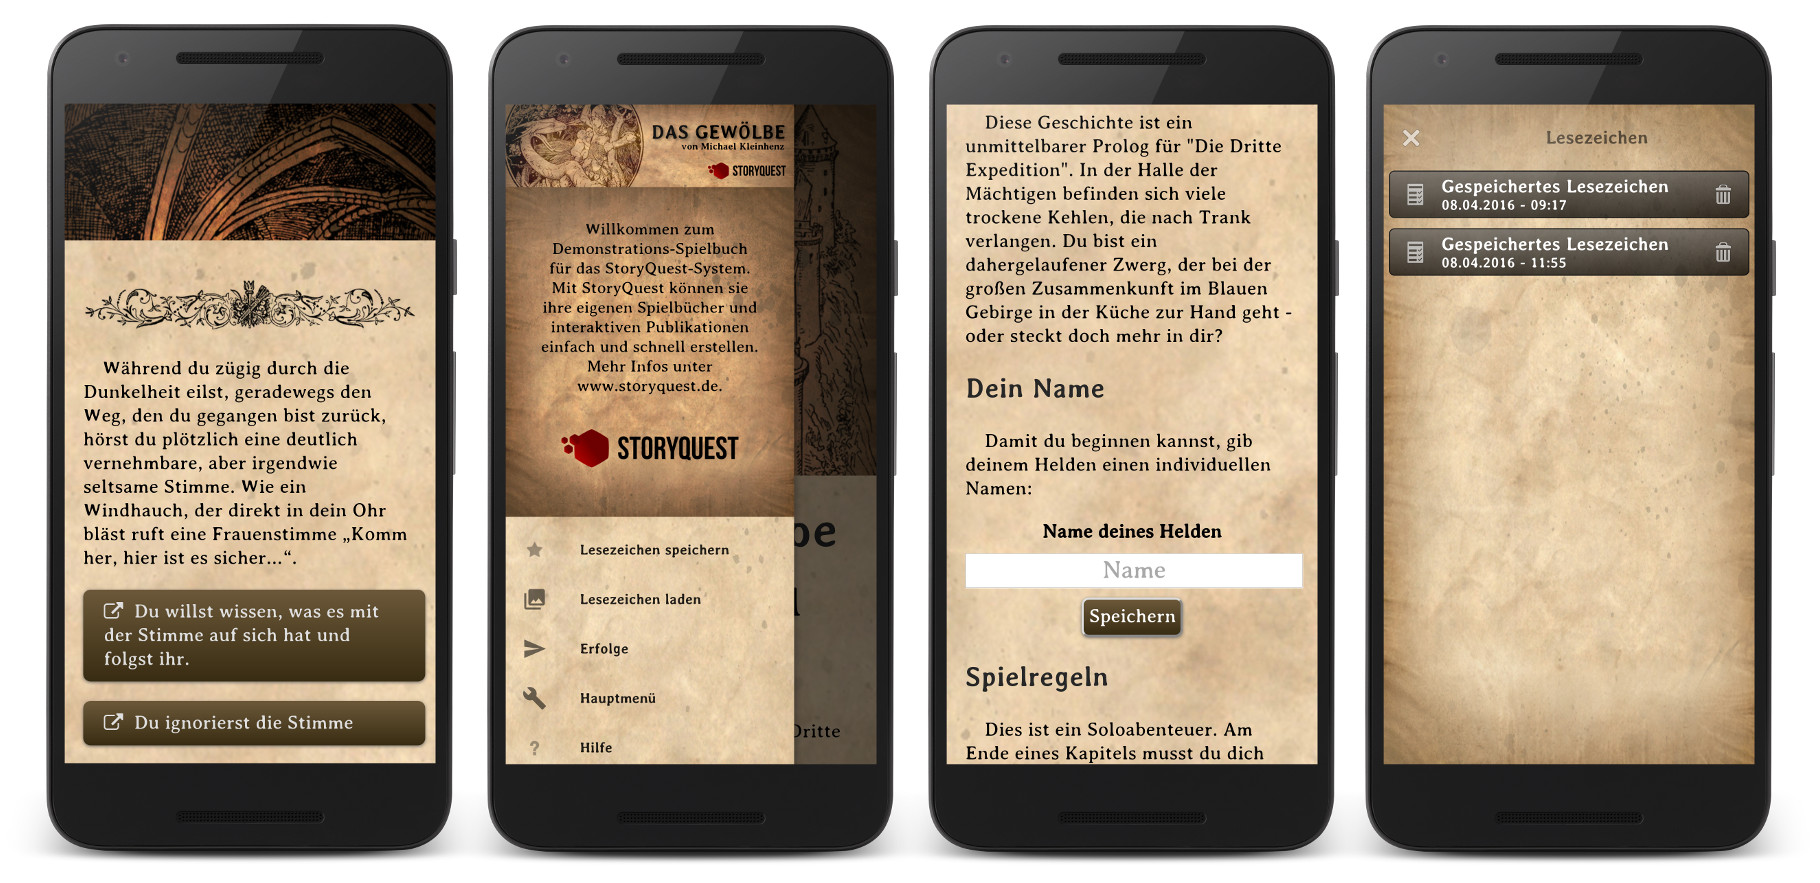 Während du zügig durch die
Dunkelheit eilst, geradewegs den
Weg, den du gegangen bist zurück,
hörst du plötzlich eine deutlich
vernehmbare, aber irgendwie
seltsame Stimme. Wie ein
Windhauch, der direkt in dein Ohr
bläst ruft eine Frauenstimme „Komm
her, hier ist es sicher...“.
Du willst wissen, was es mit
der Stimme auf sich hat und
folgst ihr.
Du ignorierst die Stimme
DAS GEWÖLBE
von Michael Kleinhenz
STORYQUEST
Willkommen zum
Demonstrations-Spielbuch
für das StoryQuest-System.
Mit StoryQuest können sie
ihre eigenen Spielbücher und
interaktiven Publikationen
einfach und schnell erstellen.
Mehr Infos unter
www.storyquest.de.
STORYQUEST
Lesezeichen speichern
Lesezeichen laden
Erfolge
Hauptmenü
? Hilfe
be
Dritte
Diese Geschichte ist ein
unmittelbarer Prolog für "Die Dritte
Expedition". In der Halle der
Mächtigen befinden sich viele
trockene Kehlen, die nach Trank
verlangen. Du bist ein
dahergelaufener Zwerg, der bei der
großen Zusammenkunft im Blauen
Gebirge in der Küche zur Hand geht -
oder steckt doch mehr in dir?
Dein Name
Damit du beginnen kannst, gib
deinem Helden einen individuellen
Namen:
Name deines Helden
Name
Speichern
Spielregeln
Dies ist ein Soloabenteuer. Am
Ende eines Kapitels musst du dich
Lesezeichen
Gespeichertes Lesezeichen
08.04.2016 - 09:17
Gespeichertes Lesezeichen
08.04.2016 - 11:55